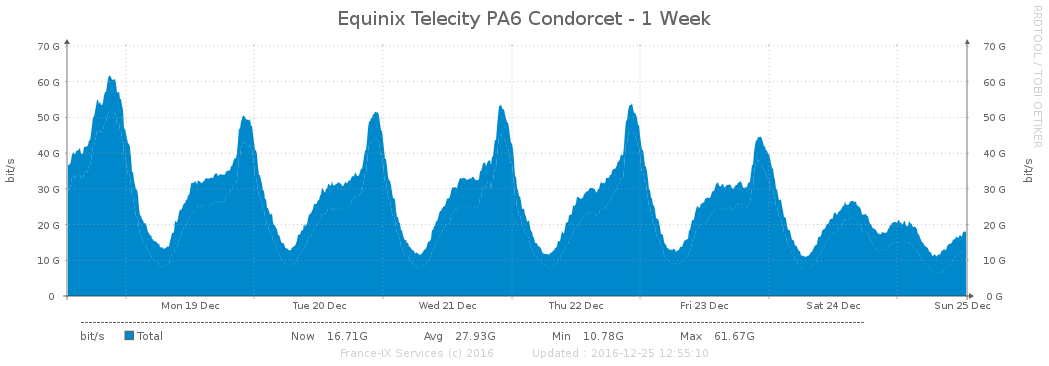 Equinix Telecity PA6 Condorcet - 1 Week
RRDTOOL / TOBI OETIKER
bit/s
bit/s
70 G 70 G
60 G 60 G
50 G 50 G
40 G 40 G
30 G 30 G
20 G 20 G
10 G 10 G
0 0 G
Mon 19 Dec Tue 20 Dec Wed 21 Dec Thu 22 Dec Fri 23 Dec Sat 24 Dec Sun 25 Dec
bit/s Total Now 16.71G Avg 27.93G Min 10.78G Max 61.67G
France-IX Services (c) 2016 Updated : 2016-12-25 12:55:10